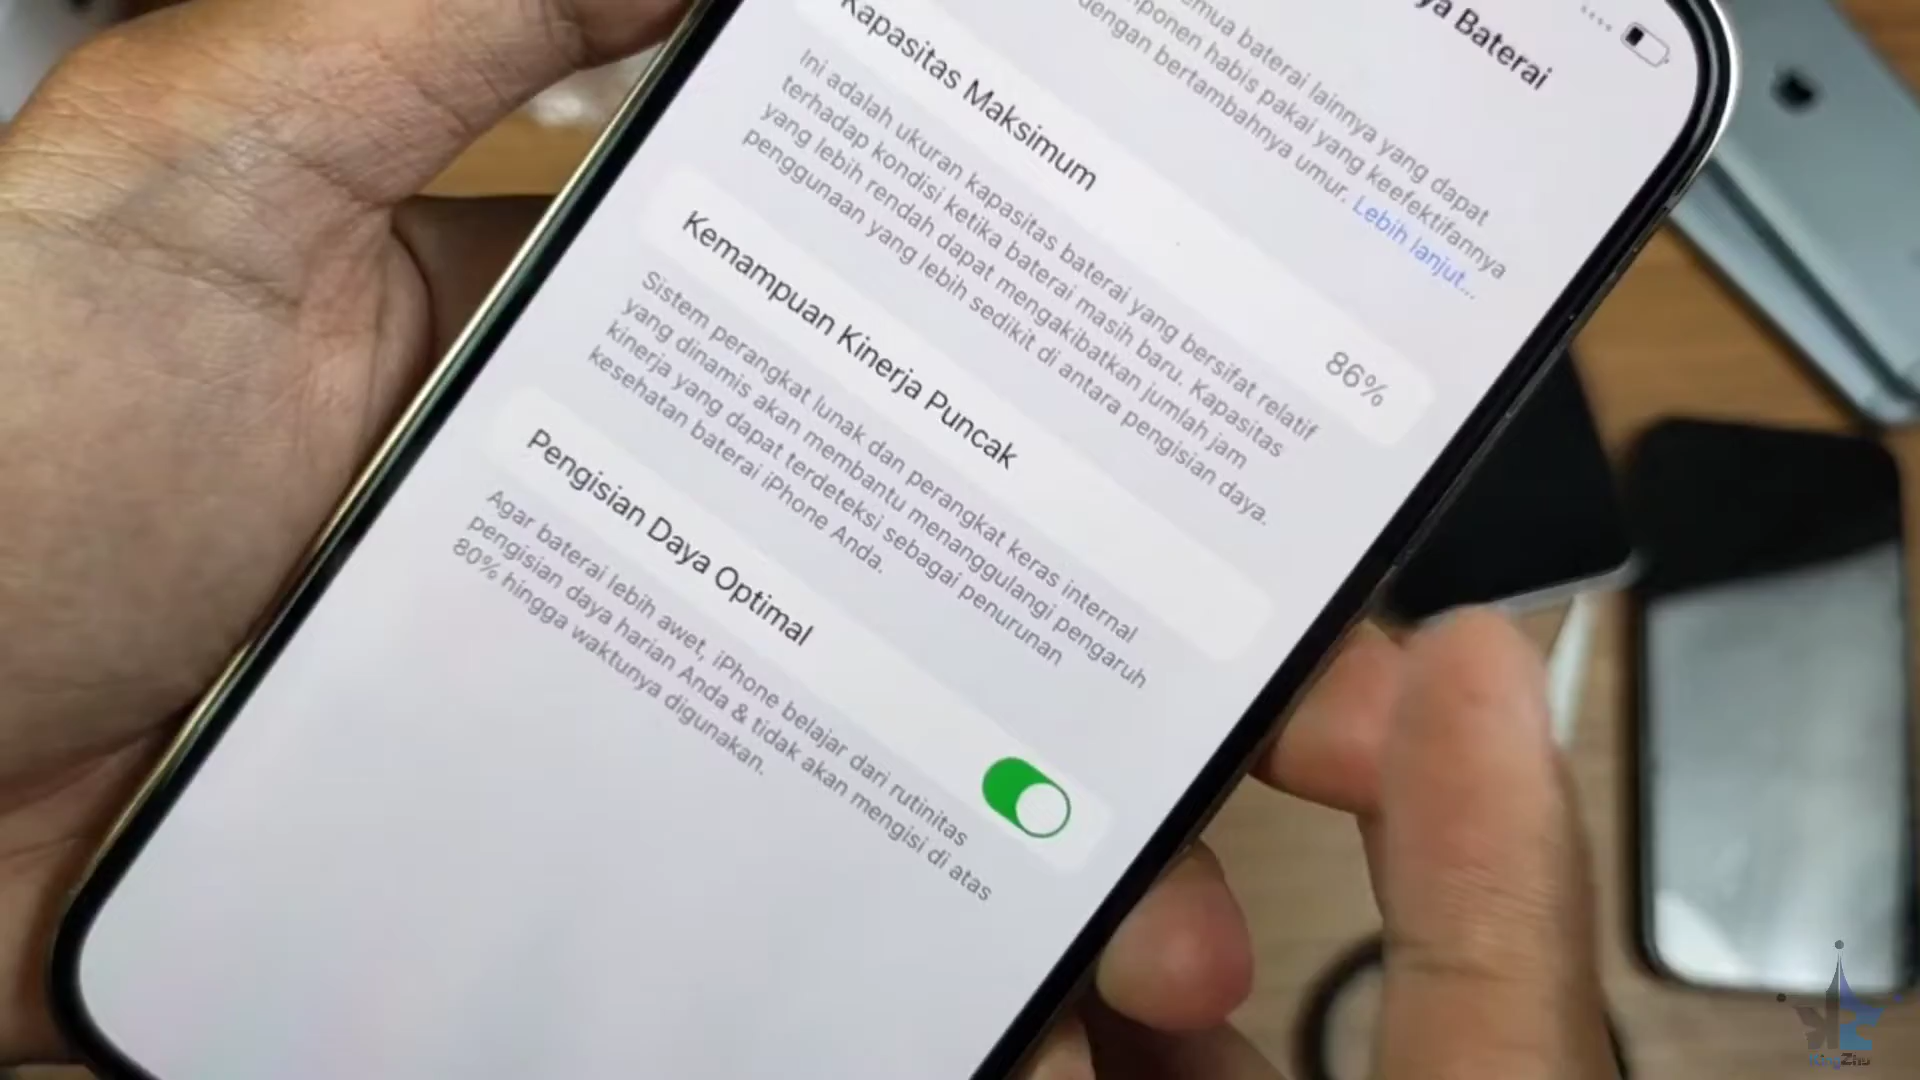 Baterai
emua baterai lainnya yang dapat
ponen habis pakai yang keefektifannya
dengan bertambahnya umur. Lebih lanjut...
Kapasitas Maksimum
86%
Ini adalah ukuran kapasitas baterai yang bersifat relatif
terhadap kondisi ketika baterai masih baru. Kapasitas
yang lebih rendah dapat mengakibatkan jumlah jam
penggunaan yang lebih sedikit di antara pengisian daya.
Kemampuan Kinerja Puncak
Sistem perangkat lunak dan perangkat keras internal
yang dinamis akan membantu menanggulangi pengaruh
kinerja yang dapat terdeteksi sebagai penurunan
kesehatan baterai iPhone Anda.
Pengisian Daya Optimal
Agar baterai lebih awet, iPhone belajar dari rutinitas
pengisian daya harian Anda & tidak akan mengisi di atas
80% hingga waktunya digunakan.
KingZhu